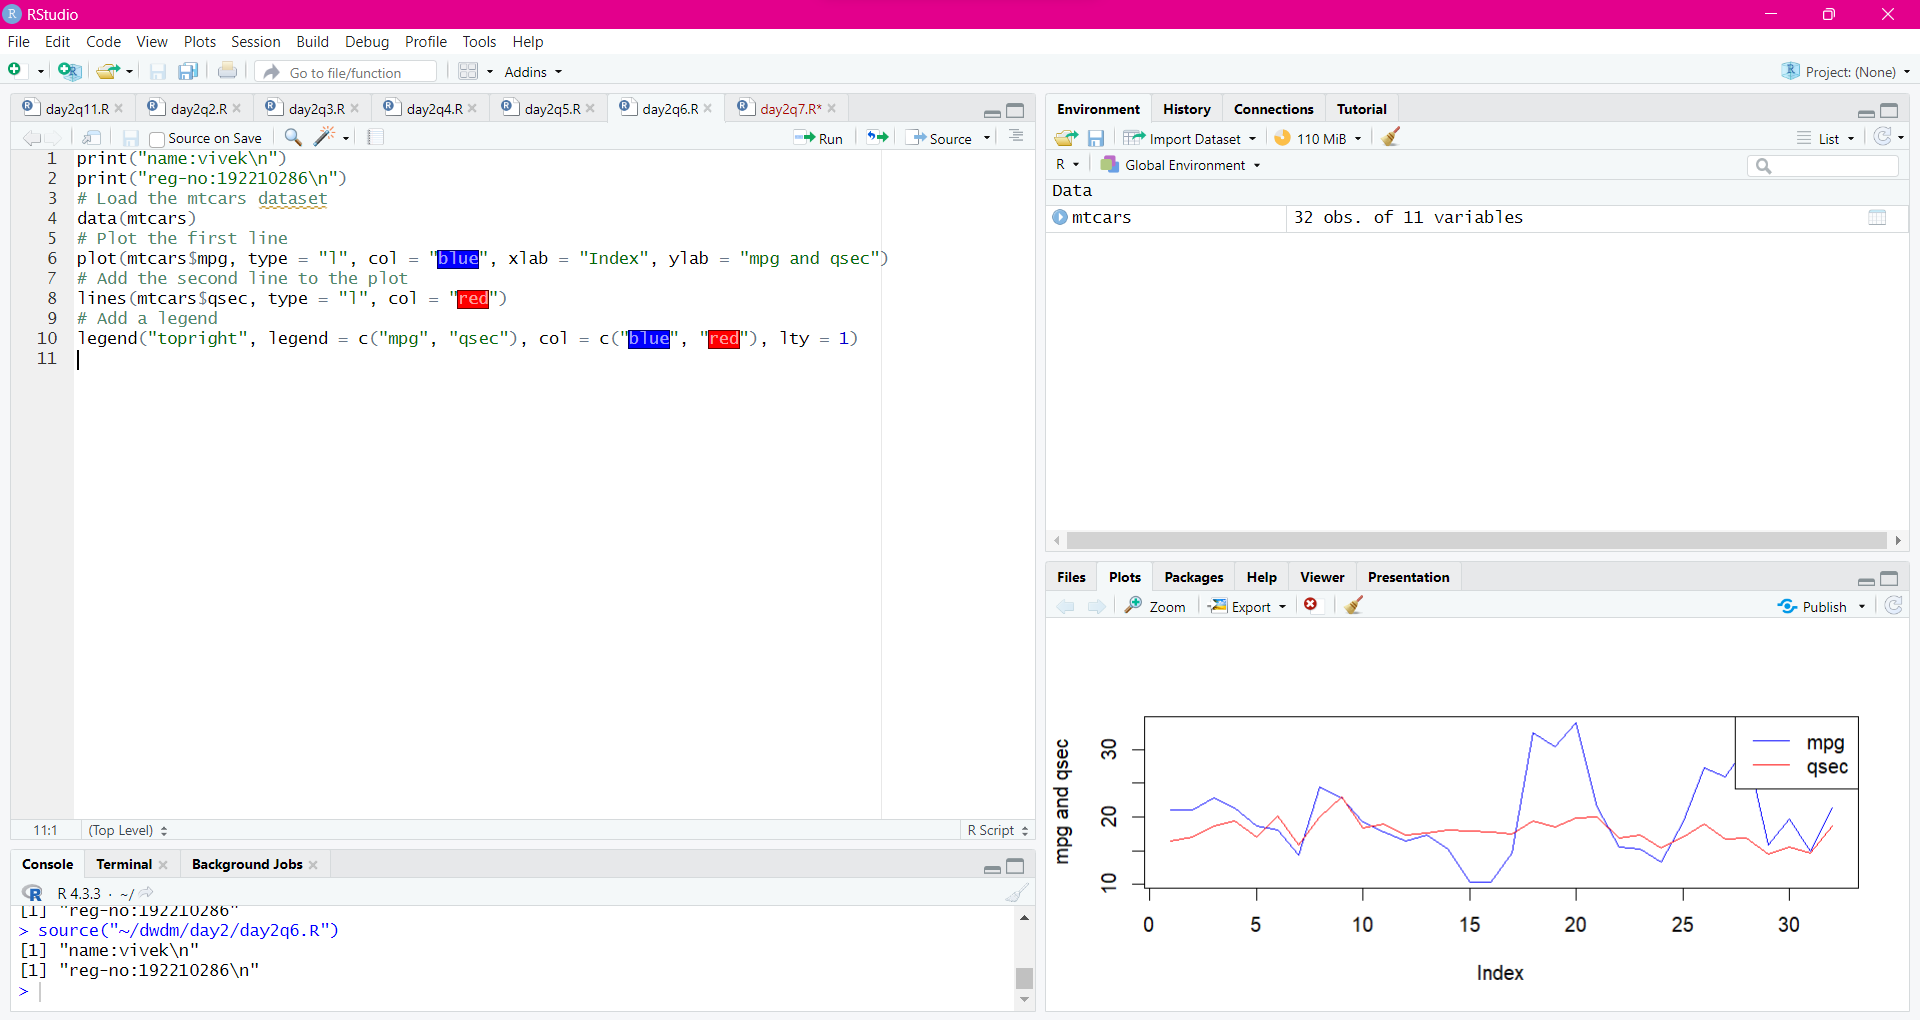 RStudio
File Edit Code View Plots Session Build Debug Profile Tools Help
Go to file/function Addins Project: (None)
day2q11.R day2q2.R day2q3.R day2q4.R day2q5.R day2q6.R day2q7.R*
Source on Save Run Source
1 print("name:vivek\n")
2 print("reg-no:192210286\n")
3 # Load the mtcars dataset
4 data(mtcars)
5 # Plot the first line
6 plot(mtcars$mpg, type = "l", col = "blue", xlab = "Index", ylab = "mpg and qsec")
7 # Add the second line to the plot
8 lines(mtcars$qsec, type = "l", col = "red")
9 # Add a legend
10 legend("topright", legend = c("mpg", "qsec"), col = c("blue", "red"), lty = 1)
11
11:1 (Top Level) R Script
Console Terminal Background Jobs
R R 4.3.3 · ~/
[1] "reg-no:192210286"
> source("~/dwdm/day2/day2q6.R")
[1] "name:vivek\n"
[1] "reg-no:192210286\n"
>
Environment History Connections Tutorial
Import Dataset 110 MiB List
R Global Environment
Data
mtcars 32 obs. of 11 variables
Files Plots Packages Help Viewer Presentation
Zoom Export Publish
mpg and qsec
10 20 30
mpg
qsec
0 5 10 15 20 25 30
Index